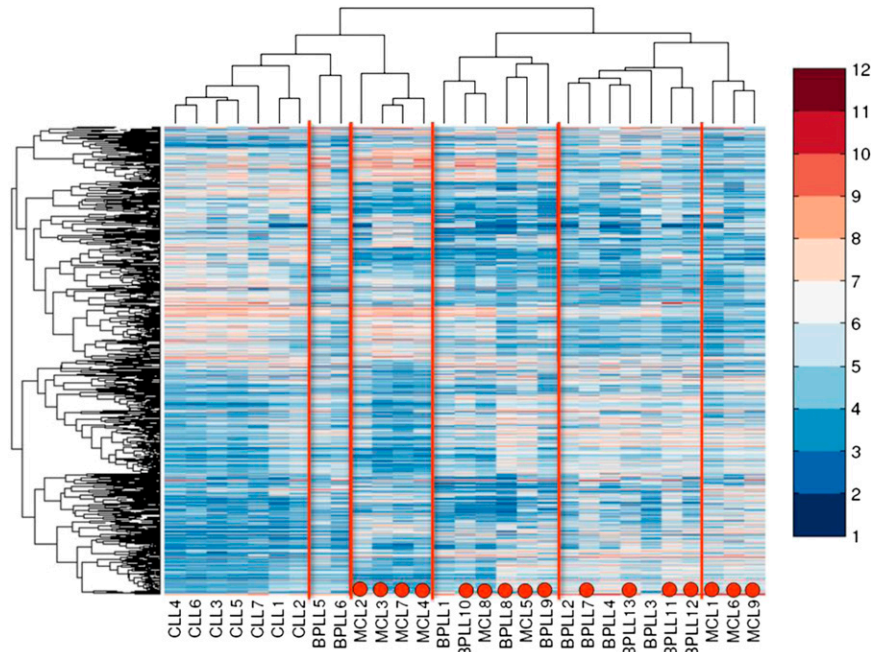 12
11
10
9
8
7
6
5
4
3
2
1
CLL4
CLL6
CLL3
CLL5
CLL7
CLL1
CLL2
BPLL5
BPLL6
MCL2
MCL3
MCL7
MCL4
BPLL1
BPLL10
MCL8
BPLL8
MCL5
BPLL9
BPLL2
BPLL7
BPLL4
BPLL13
BPLL3
BPLL11
BPLL12
MCL1
MCL6
MCL9